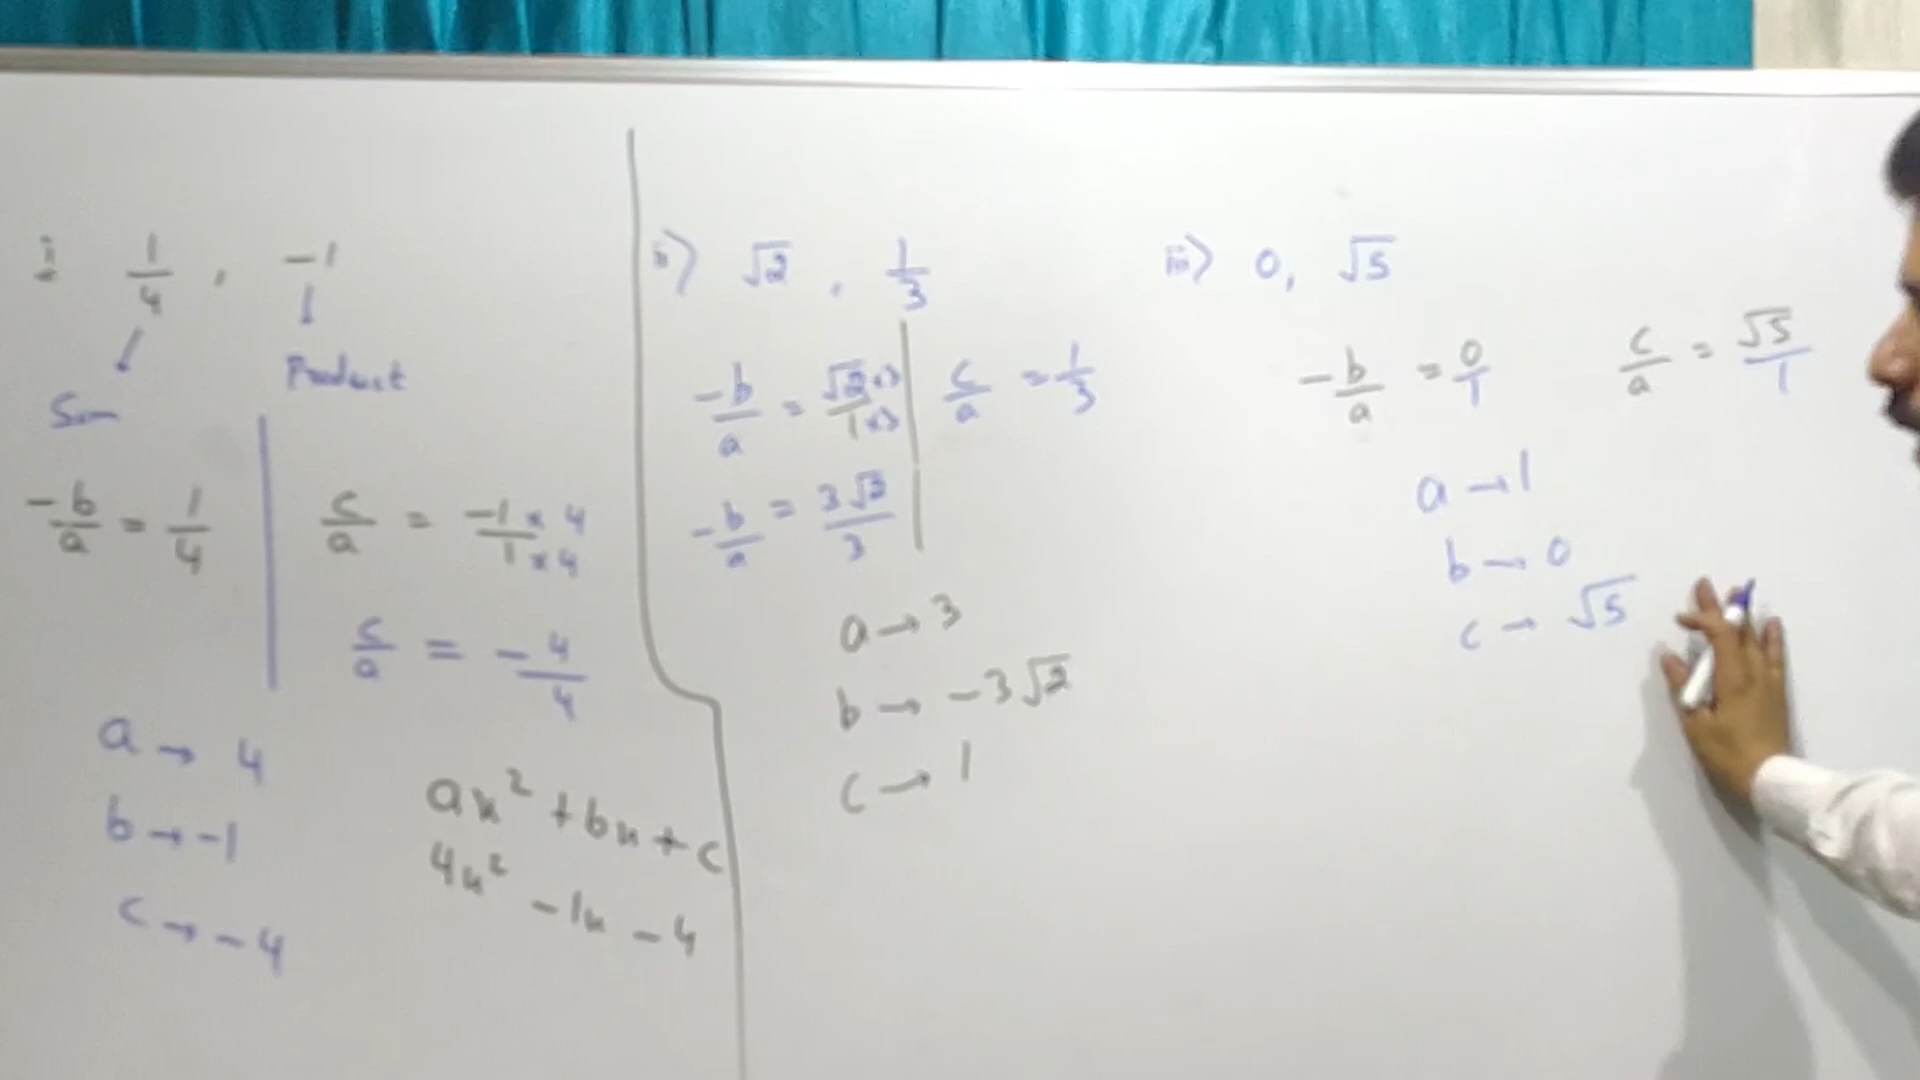 i 1/4 , -1
Sum
Product
-b/a = 1/4
c/a = -1 × 4/1 × 4
c/a = -4/4
a → 4
b → -1
c → -4
ax² + bx + c
4x² - 1x - 4
ii) √2 , 1/3
-b/a = √2×3/1×3
c/a = 1/3
-b/a = 3√2/3
a → 3
b → -3√2
c → 1
iii) 0, √5
-b/a = 0/1
c/a = √5/1
a → 1
b → 0
c → √5